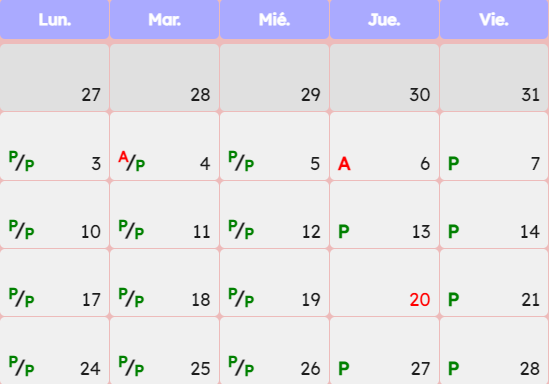 Lun. Mar. Mié. Jue. Vie.
27 28 29 30 31
P/P 3 A/P 4 P/P 5 A 6 P 7
P/P 10 P/P 11 P/P 12 P 13 P 14
P/P 17 P/P 18 P/P 19 20 P 21
P/P 24 P/P 25 P/P 26 P 27 P 28